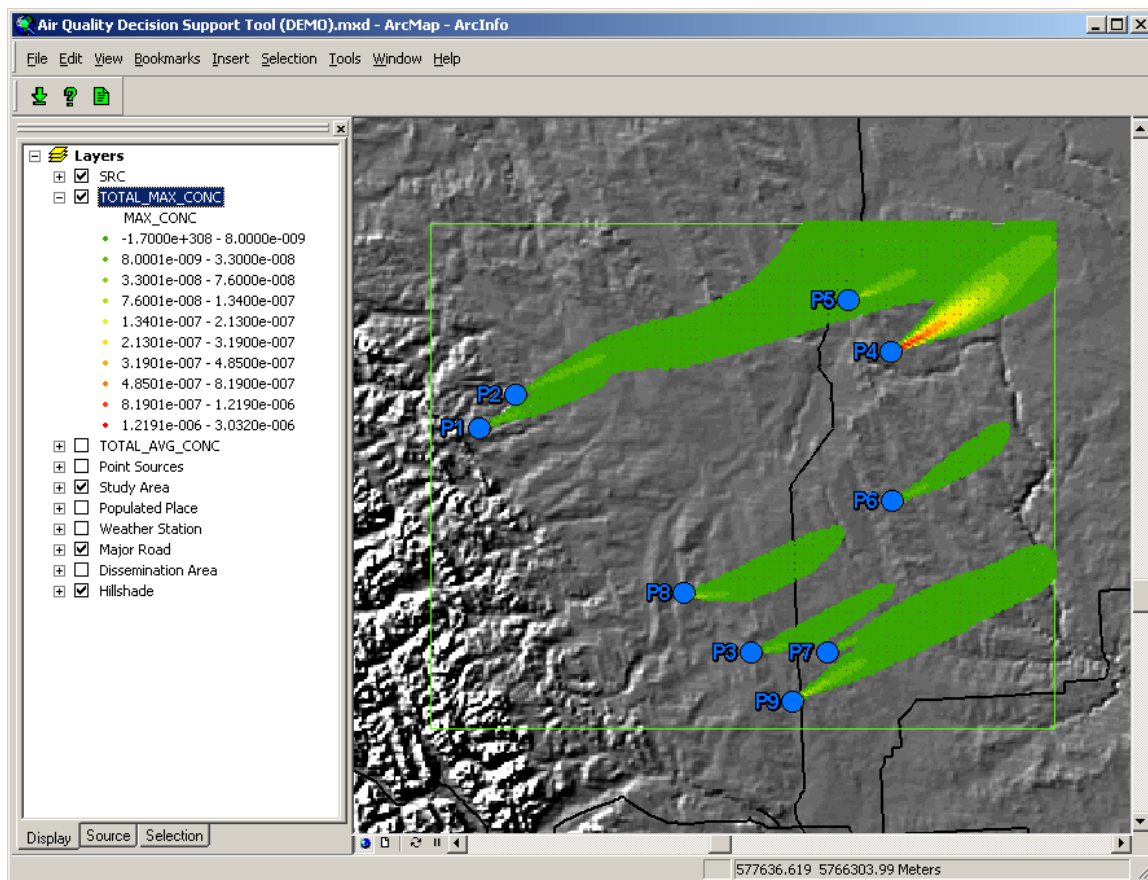 Air Quality Decision Support Tool (DEMO).mxd - ArcMap - ArcInfo
File Edit View Bookmarks Insert Selection Tools Window Help
Layers
SRC
TOTAL_MAX_CONC
MAX_CONC
-1.7000e+308 - 8.0000e-009
8.0001e-009 - 3.3000e-008
3.3001e-008 - 7.6000e-008
7.6001e-008 - 1.3400e-007
1.3401e-007 - 2.1300e-007
2.1301e-007 - 3.1900e-007
3.1901e-007 - 4.8500e-007
4.8501e-007 - 8.1900e-007
8.1901e-007 - 1.2190e-006
1.2191e-006 - 3.0320e-006
TOTAL_AVG_CONC
Point Sources
Study Area
Populated Place
Weather Station
Major Road
Dissemination Area
Hillshade
Display Source Selection
P5
P4
P2
P1
P6
P8
P3 P7
P9
577636.619 5766303.99 Meters